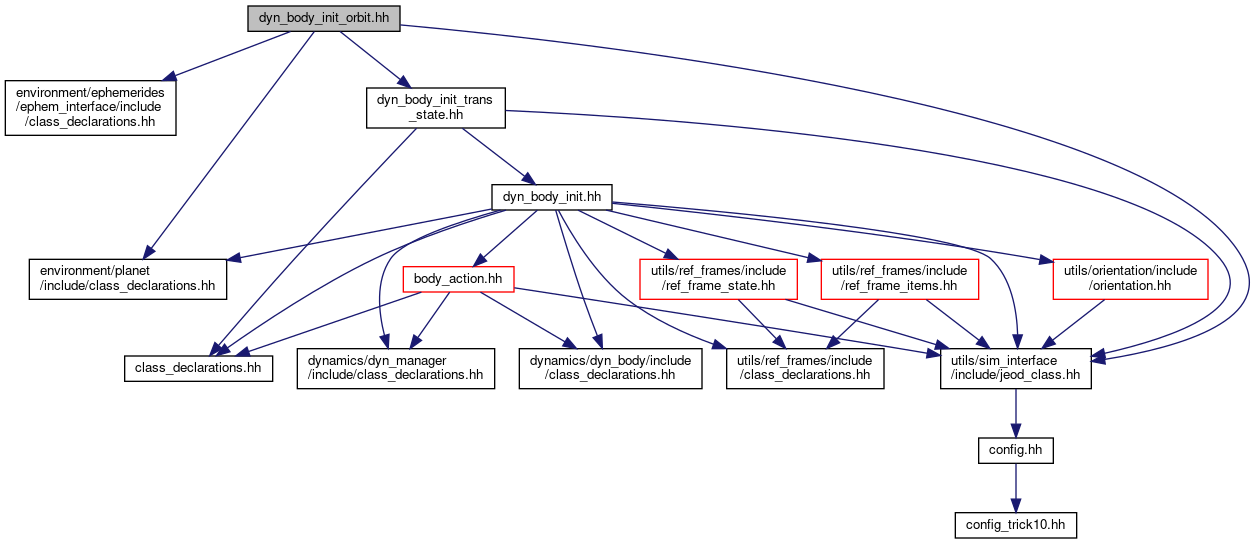 dyn_body_init_orbit.hh
environment/ephemerides
/ephem_interface/include
/class_declarations.hh
dyn_body_init_trans
_state.hh
dyn_body_init.hh
environment/planet
/include/class_declarations.hh
body_action.hh
utils/ref_frames/include
/ref_frame_state.hh
utils/ref_frames/include
/ref_frame_items.hh
utils/orientation/include
/orientation.hh
class_declarations.hh
dynamics/dyn_manager
/include/class_declarations.hh
dynamics/dyn_body/include
/class_declarations.hh
utils/ref_frames/include
/class_declarations.hh
utils/sim_interface
/include/jeod_class.hh
config.hh
config_trick10.hh